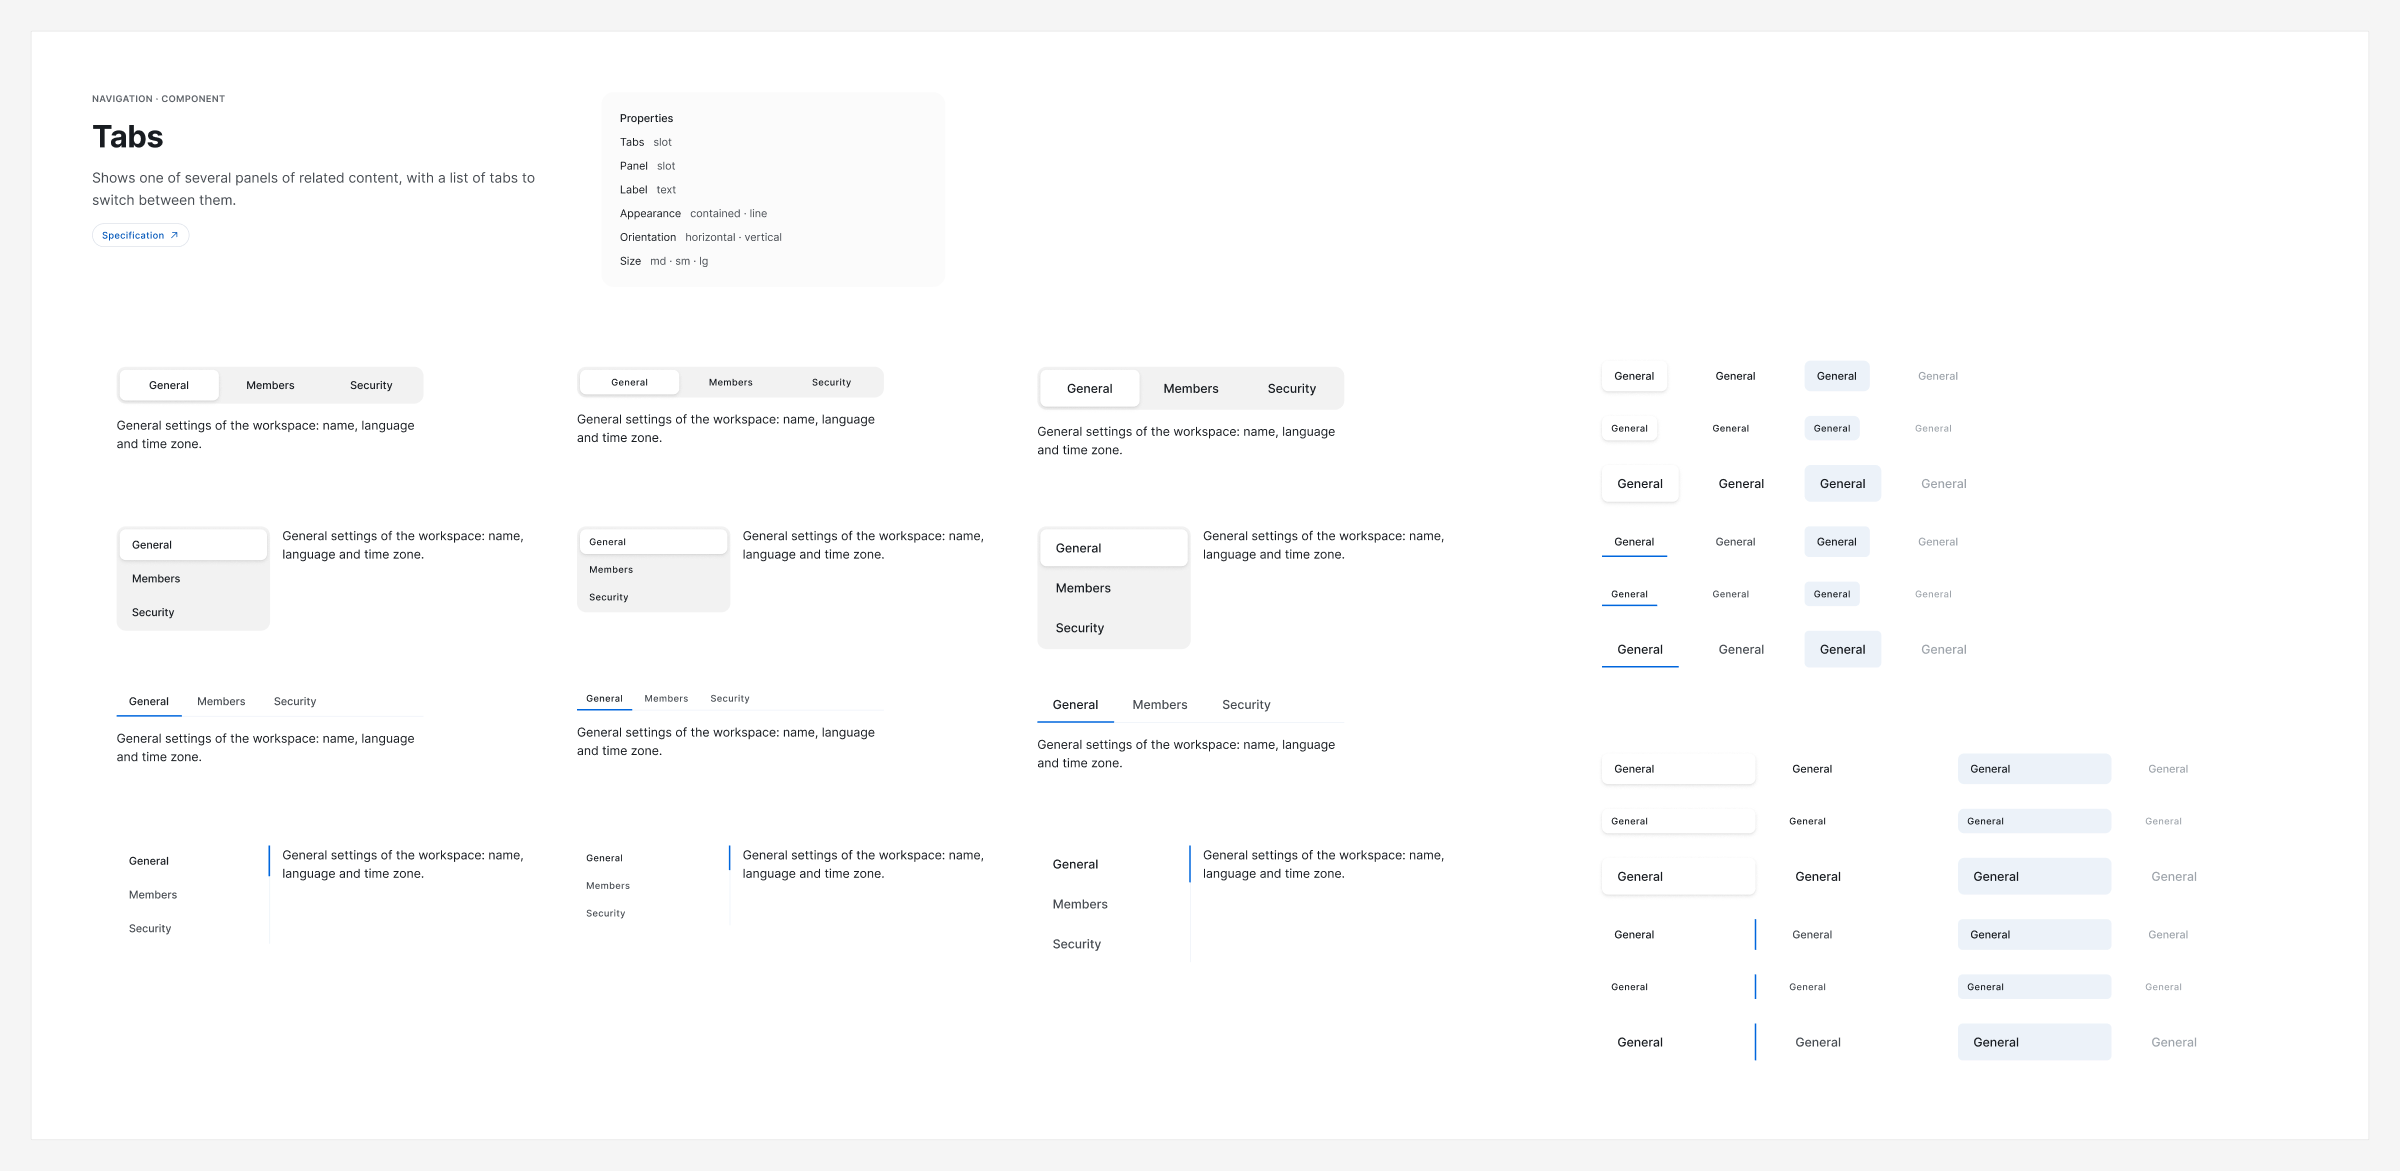 NAVIGATION · COMPONENT
Tabs
Shows one of several panels of related content, with a list of tabs to
switch between them.
Specification ↗
Properties
Tabs slot
Panel slot
Label text
Appearance contained · line
Orientation horizontal · vertical
Size md · sm · lg
General Members Security
General settings of the workspace: name, language
and time zone.
General Members Security
General settings of the workspace: name, language
and time zone.
General Members Security
General settings of the workspace: name, language
and time zone.
General
Members
Security
General settings of the workspace: name,
language and time zone.
General
Members
Security
General settings of the workspace: name,
language and time zone.
General
Members
Security
General settings of the workspace: name,
language and time zone.
General Members Security
General settings of the workspace: name, language
and time zone.
General Members Security
General settings of the workspace: name, language
and time zone.
General Members Security
General settings of the workspace: name, language
and time zone.
General
Members
Security
General settings of the workspace: name,
language and time zone.
General
Members
Security
General settings of the workspace: name,
language and time zone.
General
Members
Security
General settings of the workspace: name,
language and time zone.
General General General General
General General General General
General General General General
General General General General
General General General General
General General General General
General General General General
General General General General
General General General General
General General General General
General General General General
General General General General